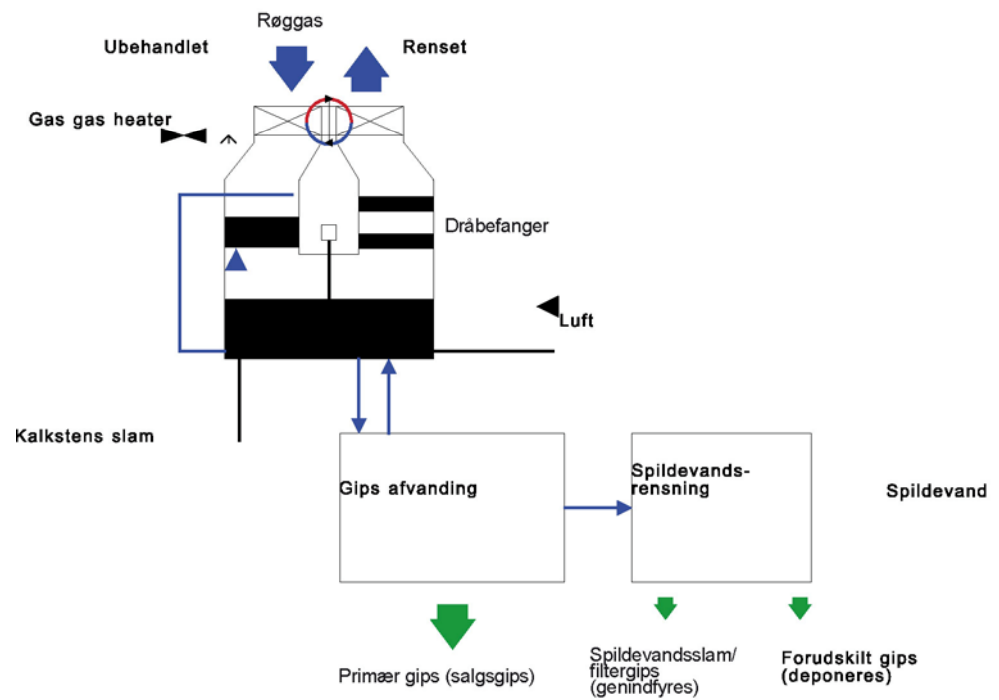 Røggas
Ubehandlet
Renset
Gas gas heater
Dråbefanger
Luft
Kalkstens slam
Gips afvanding
Spildevands-
rensning
Spildevand
Primær gips (salgsgips)
Spildevandsslam/
filtergips
(genindfyres)
Forudskilt gips
(deponeres)